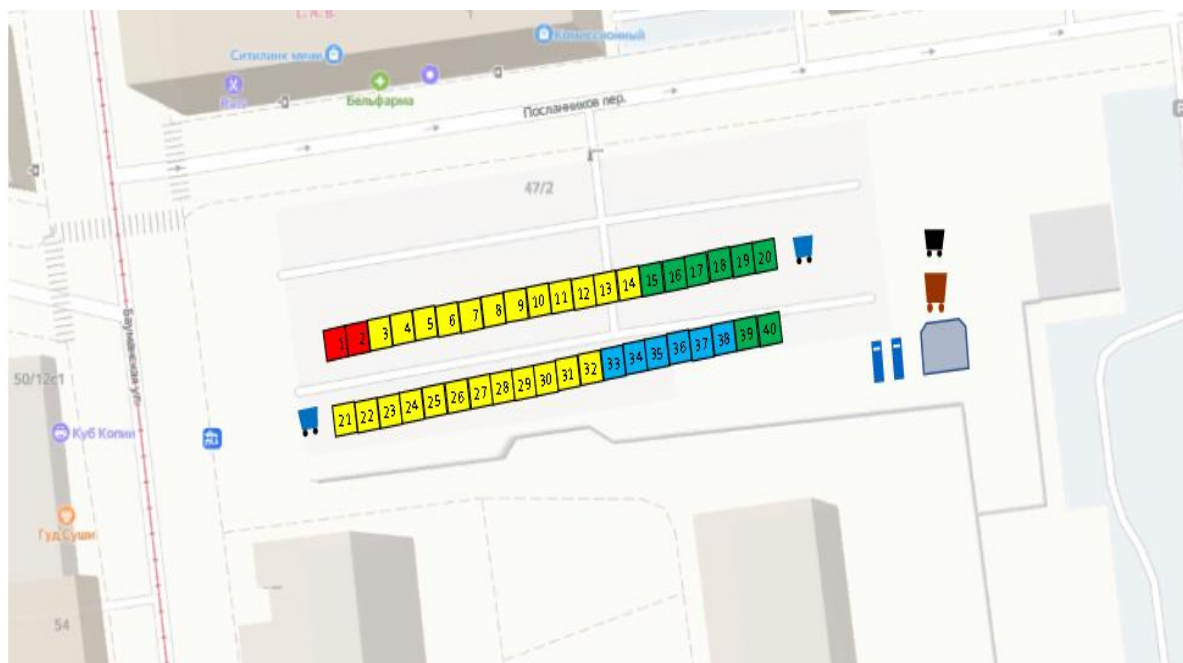 Комиссионный
Ситилинк мини
Бельфарма
Посланников пер.
47/2
P
1 2 3 4 5 6 7 8 9 10 11 12 13 14 15 16 17 18 19 20
Бауманская ул.
50/12с1
21 22 23 24 25 26 27 28 29 30 31 32 33 34 35 36 37 38 39 40
Куб Копии
Гуд Суши
54